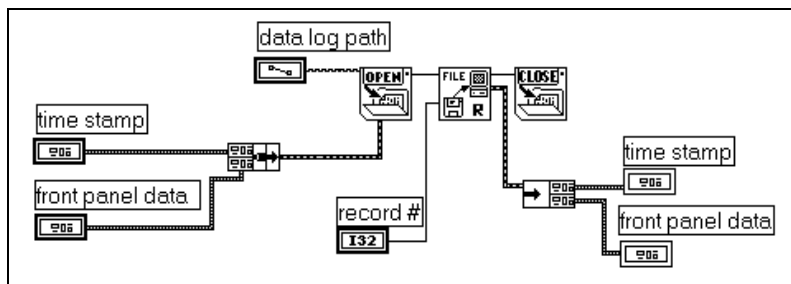 data log path
OPEN
FILE
R
CLOSE
time stamp
front panel data
record #
I32
time stamp
front panel data